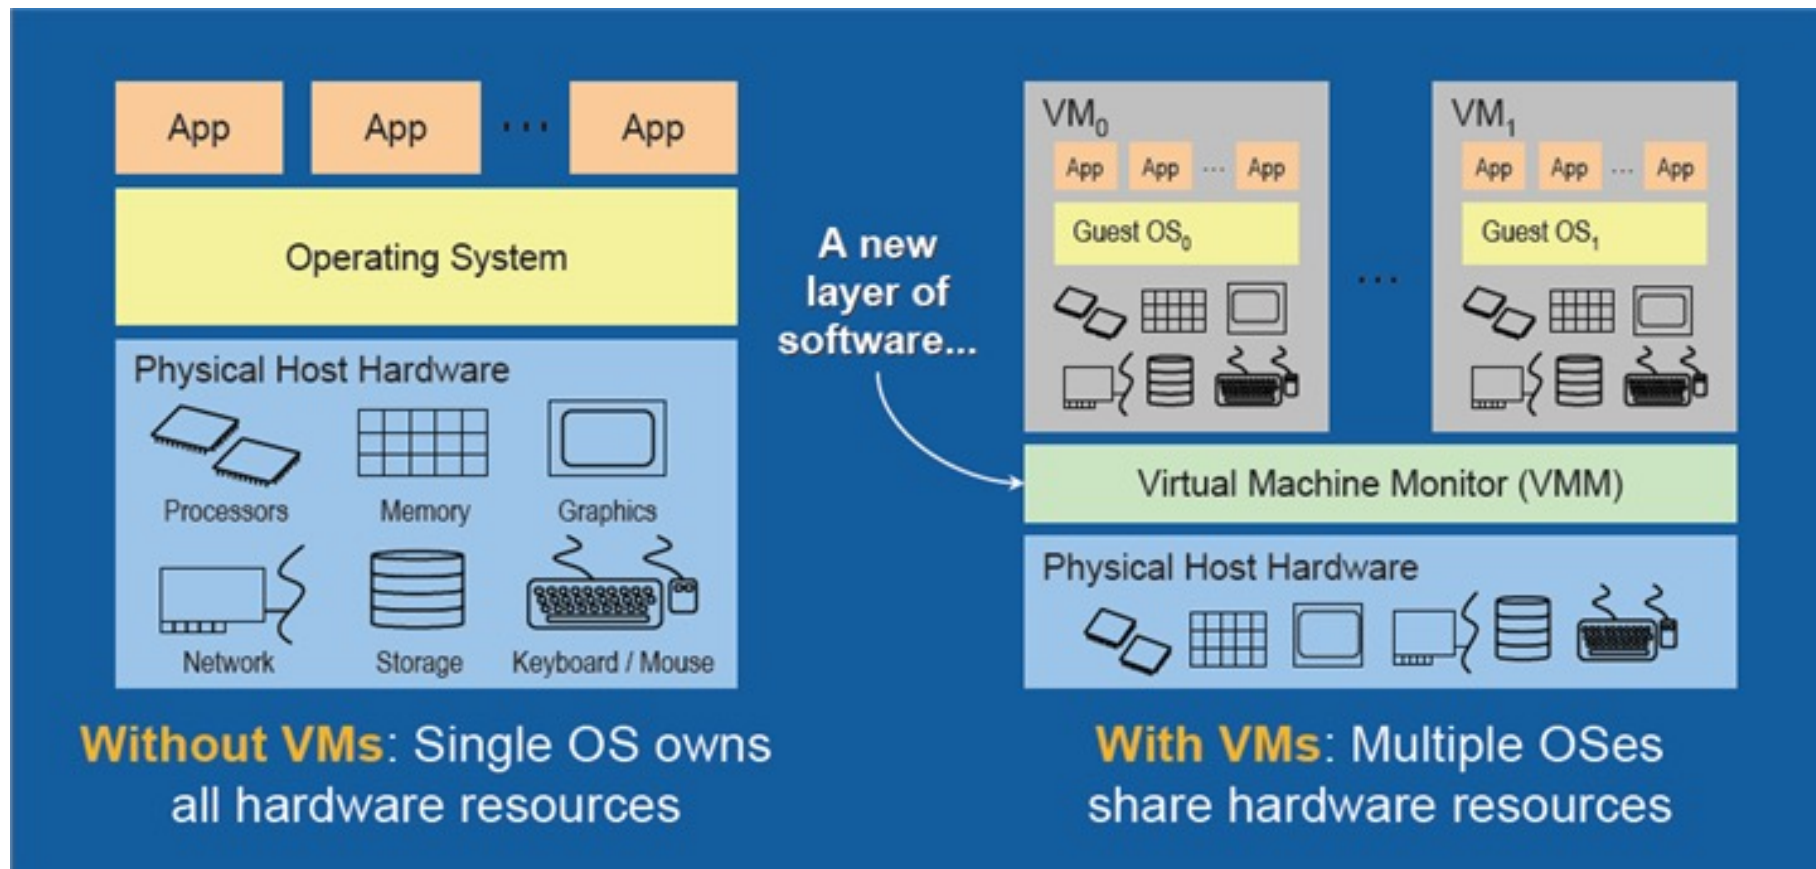 App App ... App
Operating System
Physical Host Hardware
Processors Memory Graphics
Network Storage Keyboard / Mouse
Without VMs: Single OS owns
all hardware resources
A new
layer of
software...
VM0 ... VM1
App App ... App
Guest OS0
App App ... App
Guest OS1
Virtual Machine Monitor (VMM)
Physical Host Hardware
With VMs: Multiple OSes
share hardware resources